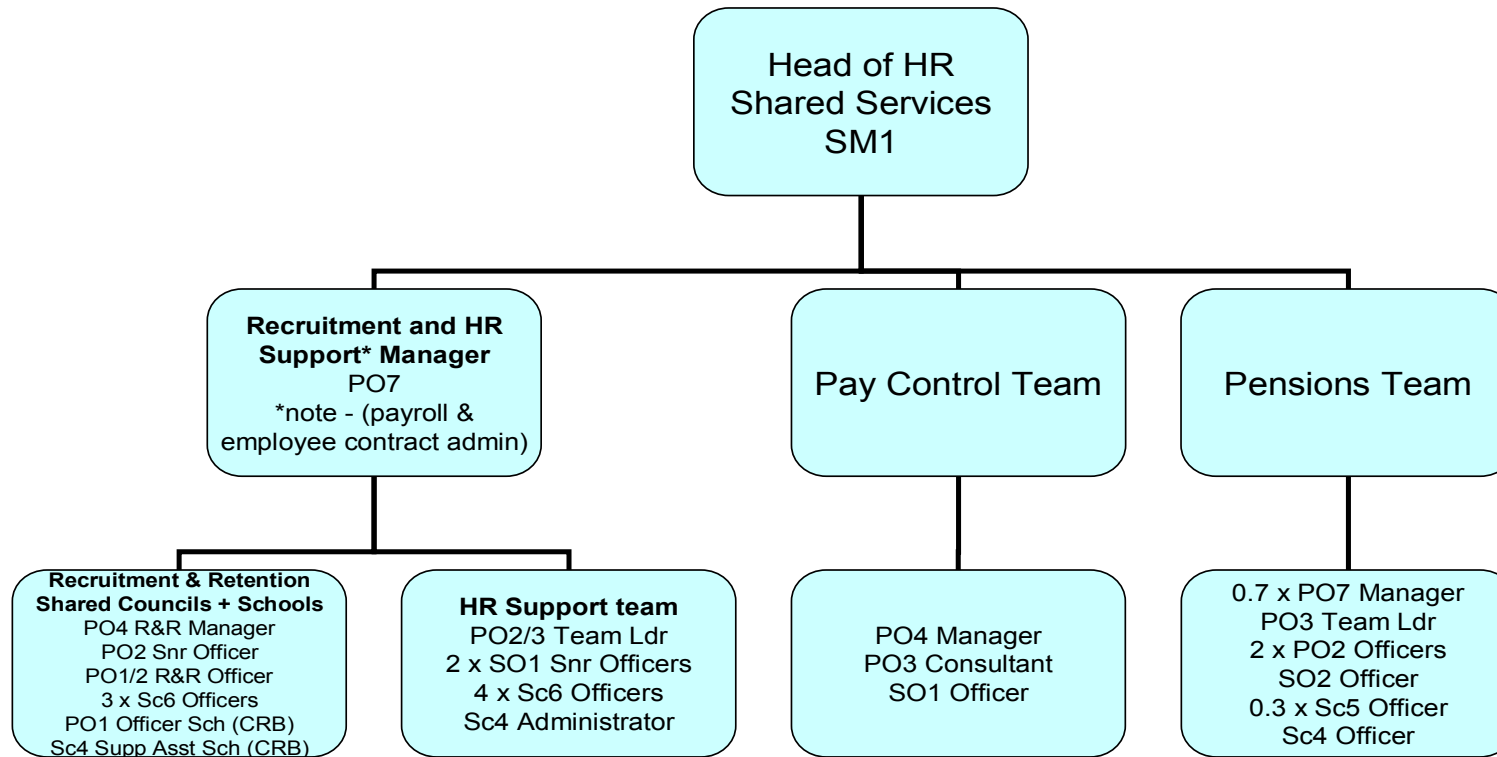 Head of HR
Shared Services
SM1
Recruitment and HR
Support* Manager
PO7
*note - (payroll &
employee contract admin)
Pay Control Team
Pensions Team
Recruitment & Retention
Shared Councils + Schools
PO4 R&R Manager
PO2 Snr Officer
PO1/2 R&R Officer
3 x Sc6 Officers
PO1 Officer Sch (CRB)
Sc4 Supp Asst Sch (CRB)
HR Support team
PO2/3 Team Ldr
2 x SO1 Snr Officers
4 x Sc6 Officers
Sc4 Administrator
PO4 Manager
PO3 Consultant
SO1 Officer
0.7 x PO7 Manager
PO3 Team Ldr
2 x PO2 Officers
SO2 Officer
0.3 x Sc5 Officer
Sc4 Officer